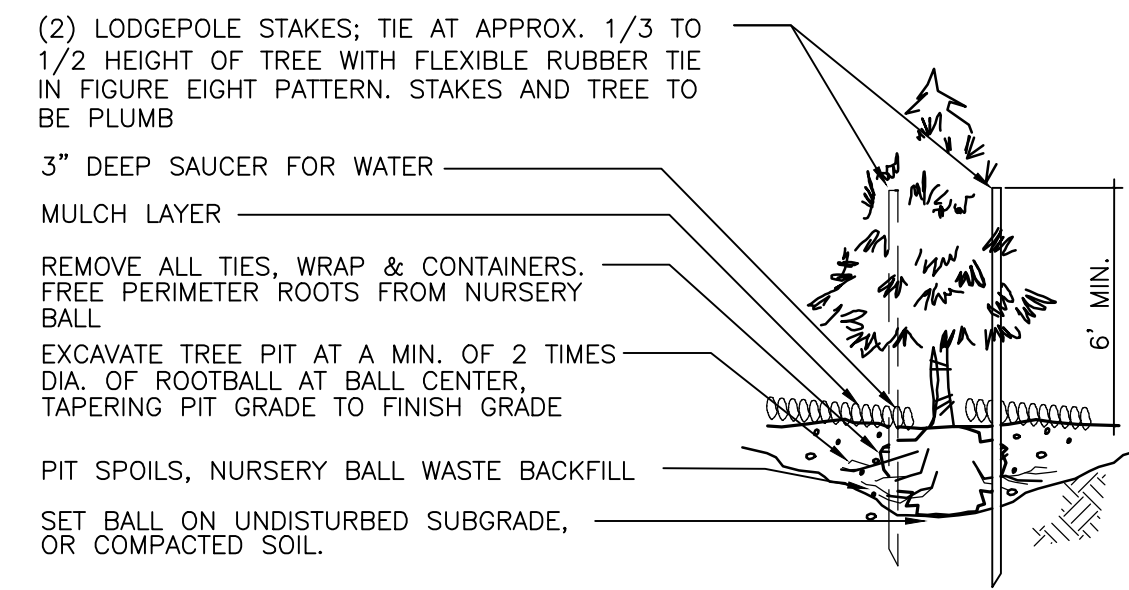 (2) LODGEPOLE STAKES; TIE AT APPROX. 1/3 TO
1/2 HEIGHT OF TREE WITH FLEXIBLE RUBBER TIE
IN FIGURE EIGHT PATTERN. STAKES AND TREE TO
BE PLUMB
3" DEEP SAUCER FOR WATER
MULCH LAYER
REMOVE ALL TIES, WRAP & CONTAINERS.
FREE PERIMETER ROOTS FROM NURSERY
BALL
EXCAVATE TREE PIT AT A MIN. OF 2 TIMES
DIA. OF ROOTBALL AT BALL CENTER,
TAPERING PIT GRADE TO FINISH GRADE
PIT SPOILS, NURSERY BALL WASTE BACKFILL
SET BALL ON UNDISTURBED SUBGRADE,
OR COMPACTED SOIL.
6' MIN.